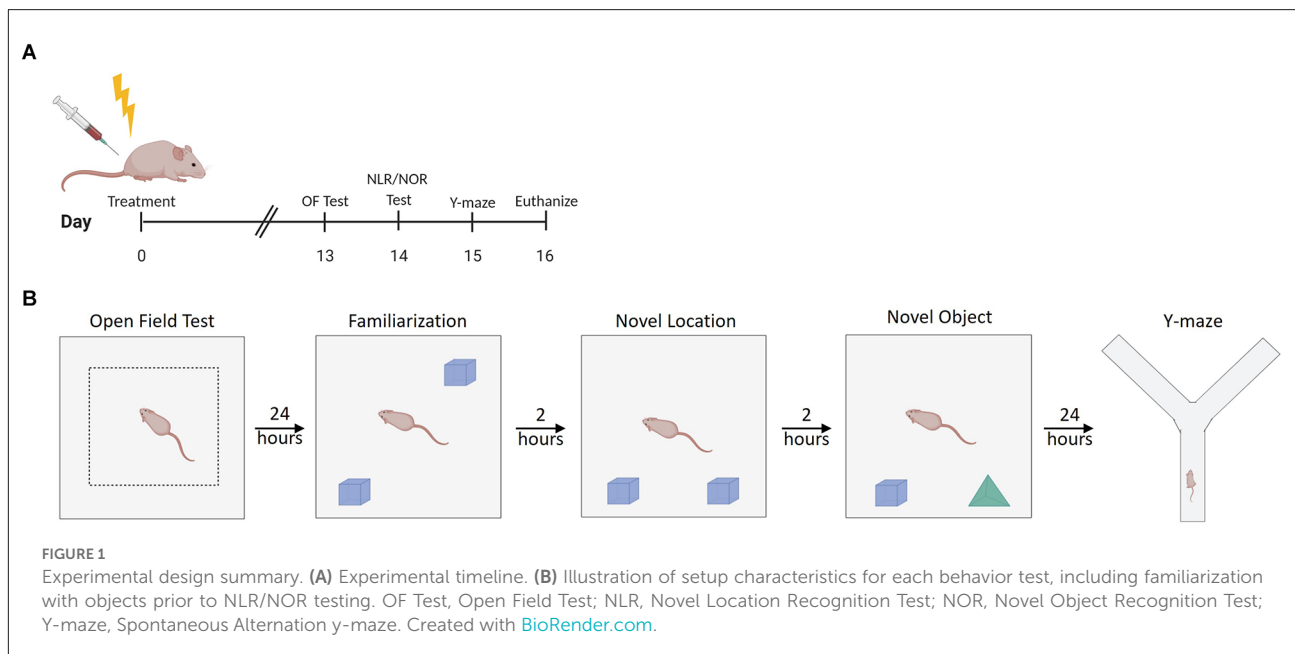 A
Treatment
OF Test
NLR/NOR
Test
Y-maze
Euthanize
Day
0
13
14
15
16
B
Open Field Test
Familiarization
Novel Location
Novel Object
Y-maze
24
hours
2
hours
2
hours
24
hours
FIGURE 1
Experimental design summary. (A) Experimental timeline. (B) Illustration of setup characteristics for each behavior test, including familiarization
with objects prior to NLR/NOR testing. OF Test, Open Field Test; NLR, Novel Location Recognition Test; NOR, Novel Object Recognition Test;
Y-maze, Spontaneous Alternation y-maze. Created with BioRender.com.